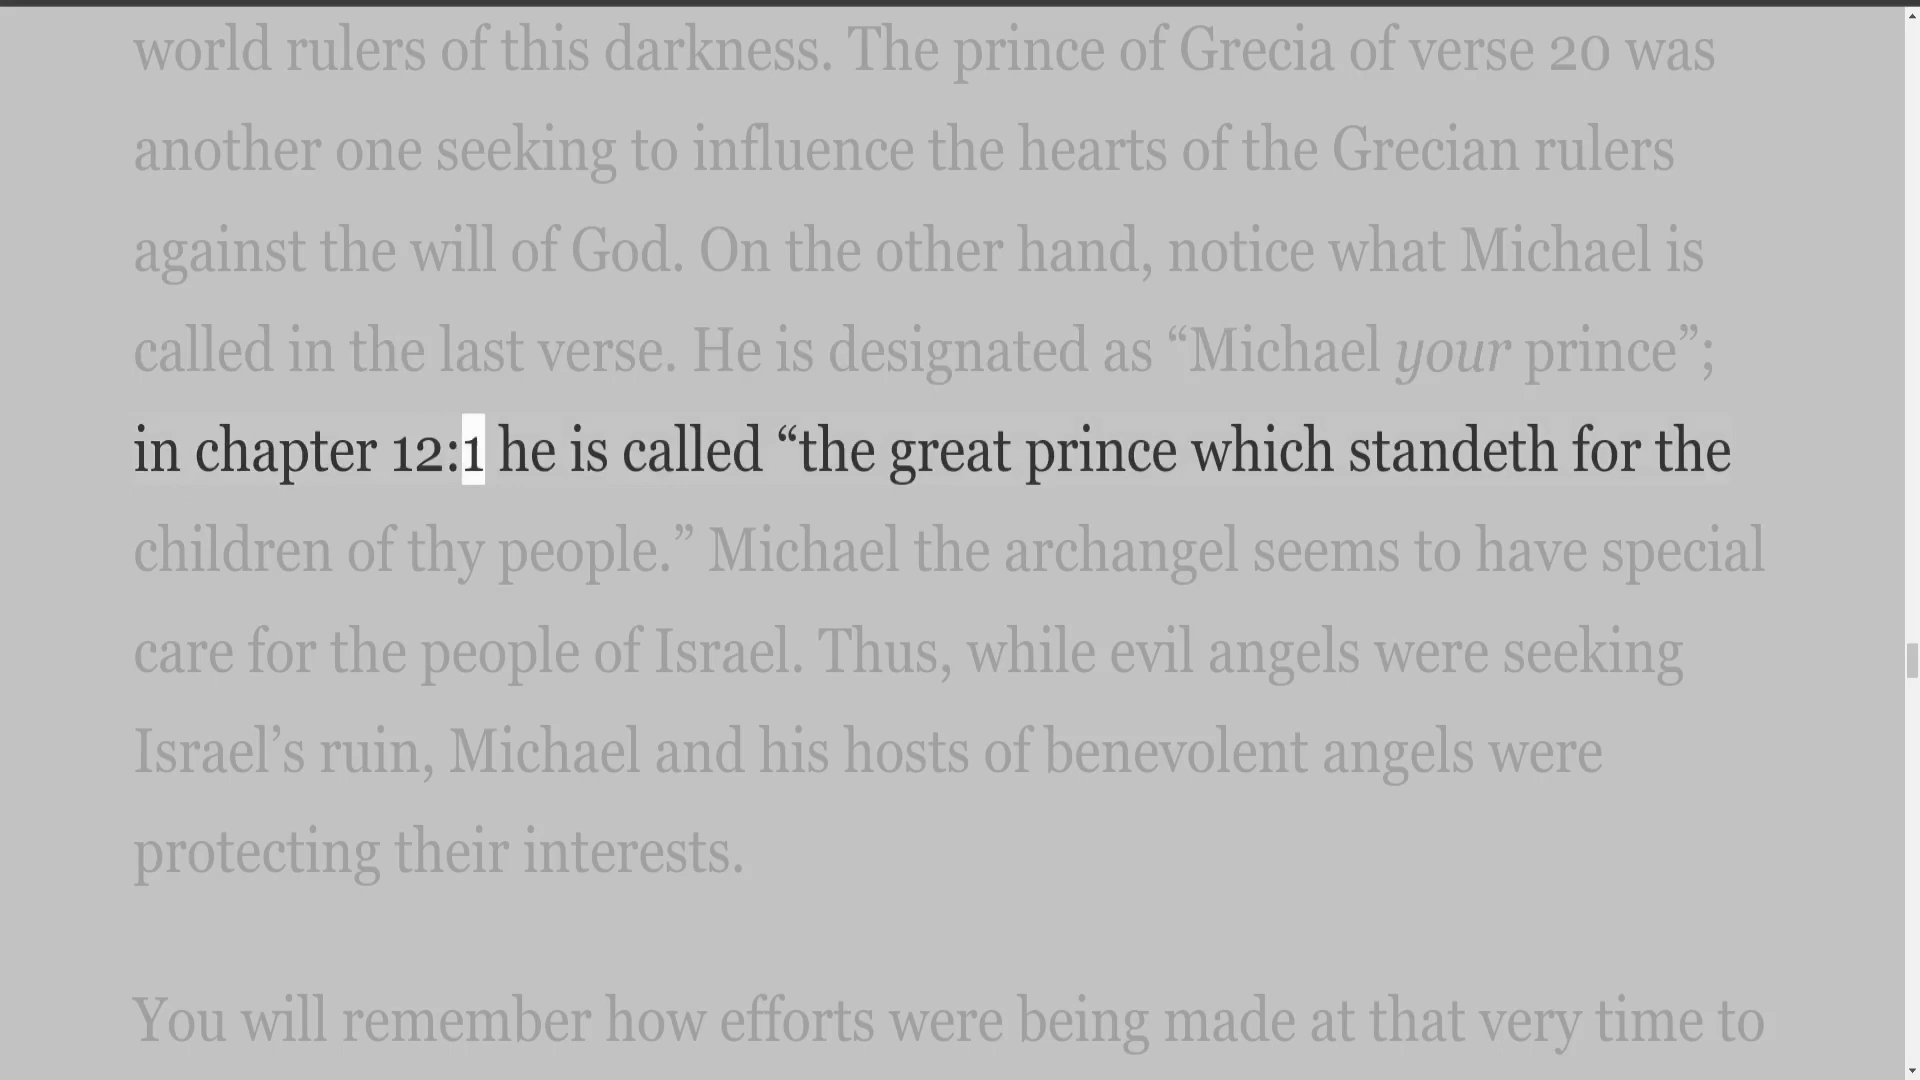 world rulers of this darkness. The prince of Grecia of verse 20 was
another one seeking to influence the hearts of the Grecian rulers
against the will of God. On the other hand, notice what Michael is
called in the last verse. He is designated as “Michael your prince”;
in chapter 12:1 he is called “the great prince which standeth for the
children of thy people.” Michael the archangel seems to have special
care for the people of Israel. Thus, while evil angels were seeking
Israel’s ruin, Michael and his hosts of benevolent angels were
protecting their interests.
You will remember how efforts were being made at that very time to